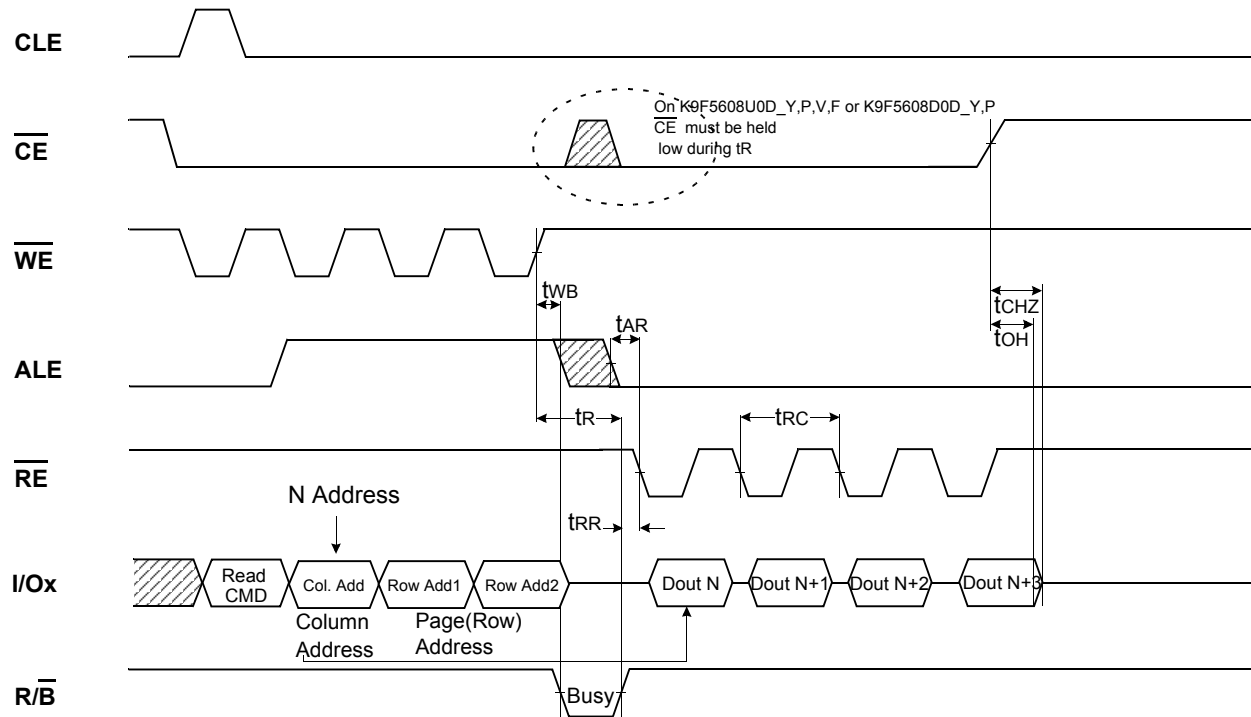 CLE
On K9F5608U0D_Y,P,V,F or K9F5608D0D_Y,P
CE must be held
low during tR
CE
WE
tWB
tCHZ
tAR
tOH
ALE
tR
tRC
RE
N Address
tRR
I/Ox
Read
CMD
Col. Add
Row Add1
Row Add2
Dout N
Dout N+1
Dout N+2
Dout N+3
Column
Address
Page(Row)
Address
R/B
Busy